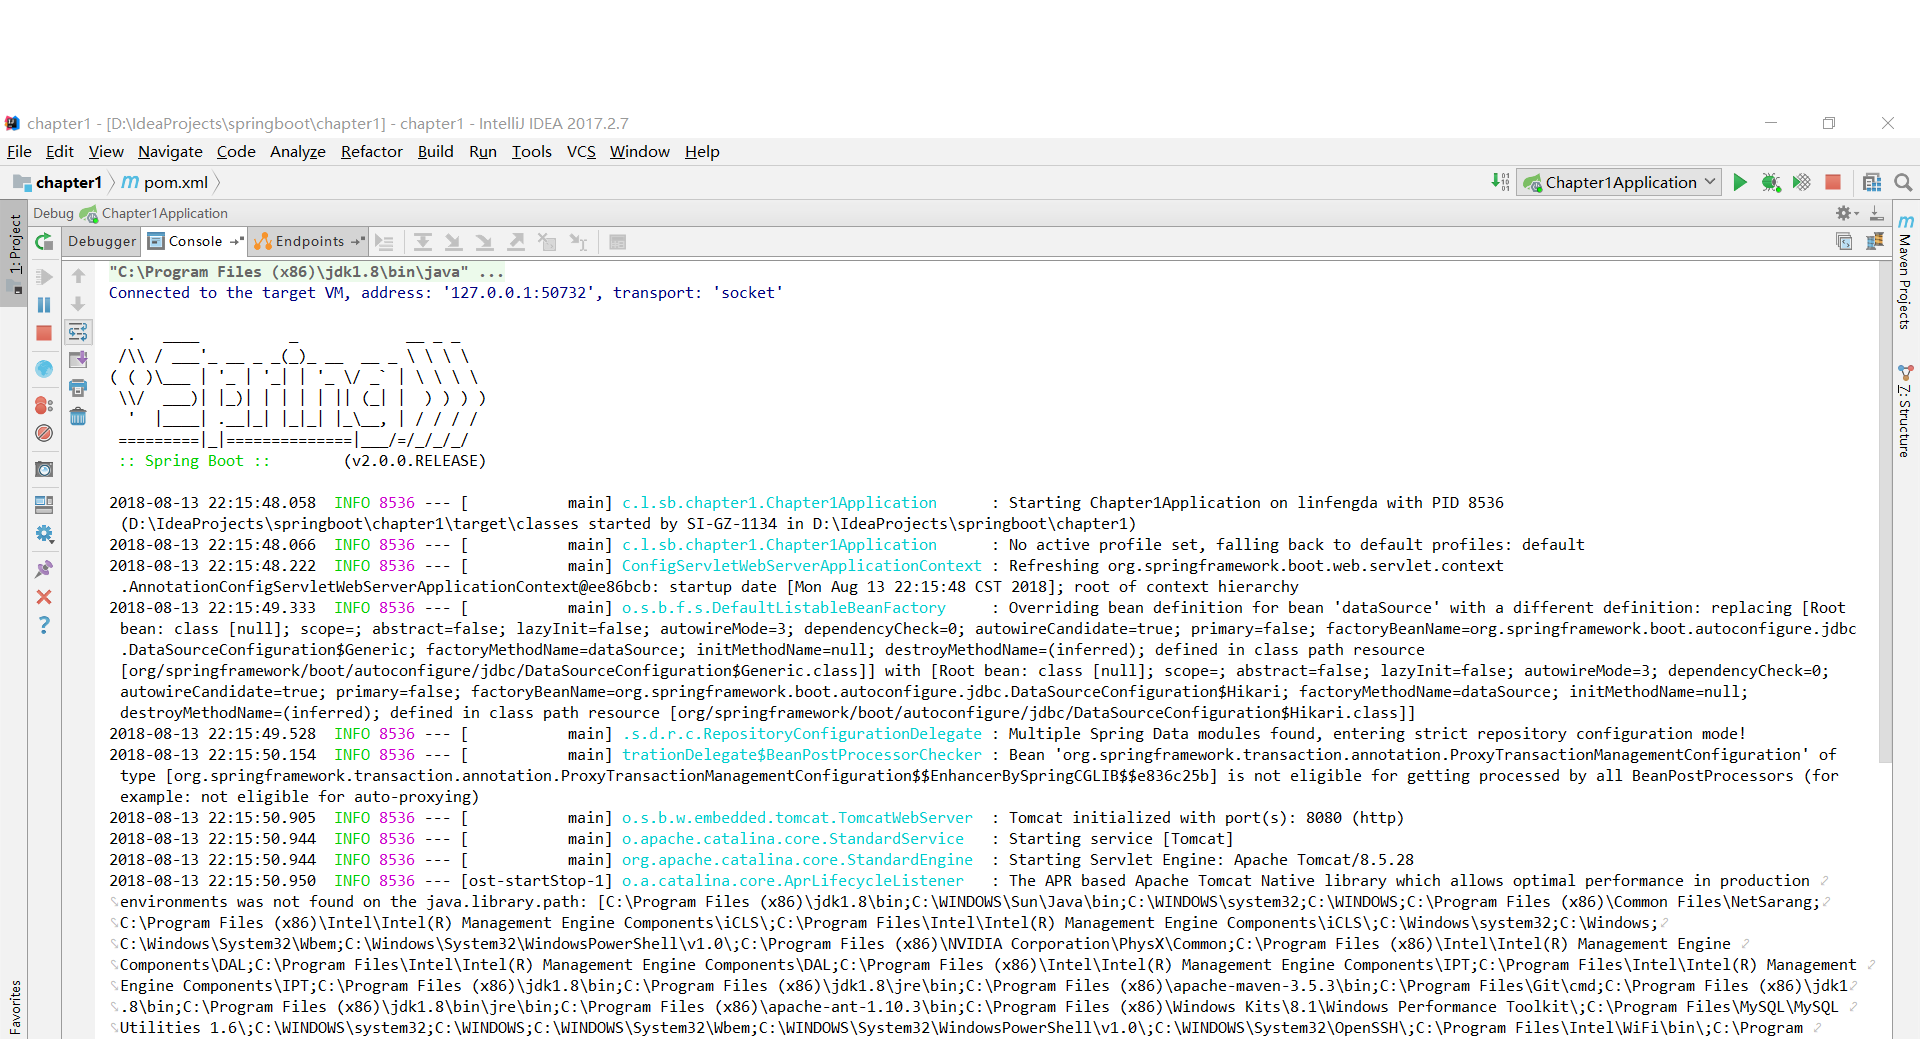 chapter1 - [D:\IdeaProjects\springboot\chapter1] - chapter1 - IntelliJ IDEA 2017.2.7
File Edit View Navigate Code Analyze Refactor Build Run Tools VCS Window Help
chapter1 pom.xml Chapter1Application
Debug Chapter1Application
1: Project
Debugger Console Endpoints
Maven Projects
7: Structure
Favorites
"C:\Program Files (x86)\jdk1.8\bin\java" ...
Connected to the target VM, address: '127.0.0.1:50732', transport: 'socket'
  .   ____          _            __ _ _
 /\\ / ___'_ __ _ _(_)_ __  __ _ \ \ \ \
( ( )\___ | '_ | '_| | '_ \/ _` | \ \ \ \
 \\/  ___)| |_)| | | | | || (_| |  ) ) ) )
  '  |____| .__|_| |_|_| |_\__, | / / / /
 =========|_|==============|___/=/_/_/_/
 :: Spring Boot ::        (v2.0.0.RELEASE)
2018-08-13 22:15:48.058  INFO 8536 --- [           main] c.l.sb.chapter1.Chapter1Application      : Starting Chapter1Application on linfengda with PID 8536
(D:\IdeaProjects\springboot\chapter1\target\classes started by SI-GZ-1134 in D:\IdeaProjects\springboot\chapter1)
2018-08-13 22:15:48.066  INFO 8536 --- [           main] c.l.sb.chapter1.Chapter1Application      : No active profile set, falling back to default profiles: default
2018-08-13 22:15:48.222  INFO 8536 --- [           main] ConfigServletWebServerApplicationContext : Refreshing org.springframework.boot.web.servlet.context
.AnnotationConfigServletWebServerApplicationContext@ee86bcb: startup date [Mon Aug 13 22:15:48 CST 2018]; root of context hierarchy
2018-08-13 22:15:49.333  INFO 8536 --- [           main] o.s.b.f.s.DefaultListableBeanFactory     : Overriding bean definition for bean 'dataSource' with a different definition: replacing [Root
bean: class [null]; scope=; abstract=false; lazyInit=false; autowireMode=3; dependencyCheck=0; autowireCandidate=true; primary=false; factoryBeanName=org.springframework.boot.autoconfigure.jdbc
.DataSourceConfiguration$Generic; factoryMethodName=dataSource; initMethodName=null; destroyMethodName=(inferred); defined in class path resource
[org/springframework/boot/autoconfigure/jdbc/DataSourceConfiguration$Generic.class]] with [Root bean: class [null]; scope=; abstract=false; lazyInit=false; autowireMode=3; dependencyCheck=0;
autowireCandidate=true; primary=false; factoryBeanName=org.springframework.boot.autoconfigure.jdbc.DataSourceConfiguration$Hikari; factoryMethodName=dataSource; initMethodName=null;
destroyMethodName=(inferred); defined in class path resource [org/springframework/boot/autoconfigure/jdbc/DataSourceConfiguration$Hikari.class]]
2018-08-13 22:15:49.528  INFO 8536 --- [           main] .s.d.r.c.RepositoryConfigurationDelegate : Multiple Spring Data modules found, entering strict repository configuration mode!
2018-08-13 22:15:50.154  INFO 8536 --- [           main] trationDelegate$BeanPostProcessorChecker : Bean 'org.springframework.transaction.annotation.ProxyTransactionManagementConfiguration' of
type [org.springframework.transaction.annotation.ProxyTransactionManagementConfiguration$$EnhancerBySpringCGLIB$$e836c25b] is not eligible for getting processed by all BeanPostProcessors (for
example: not eligible for auto-proxying)
2018-08-13 22:15:50.905  INFO 8536 --- [           main] o.s.b.w.embedded.tomcat.TomcatWebServer  : Tomcat initialized with port(s): 8080 (http)
2018-08-13 22:15:50.944  INFO 8536 --- [           main] o.apache.catalina.core.StandardService   : Starting service [Tomcat]
2018-08-13 22:15:50.944  INFO 8536 --- [           main] org.apache.catalina.core.StandardEngine  : Starting Servlet Engine: Apache Tomcat/8.5.28
2018-08-13 22:15:50.950  INFO 8536 --- [ost-startStop-1] o.a.catalina.core.AprLifecycleListener   : The APR based Apache Tomcat Native library which allows optimal performance in production
environments was not found on the java.library.path: [C:\Program Files (x86)\jdk1.8\bin;C:\WINDOWS\Sun\Java\bin;C:\WINDOWS\system32;C:\WINDOWS;C:\Program Files (x86)\Common Files\NetSarang;
C:\Program Files (x86)\Intel\Intel(R) Management Engine Components\iCLS\;C:\Program Files\Intel\Intel(R) Management Engine Components\iCLS\;C:\Windows\system32;C:\Windows;
C:\Windows\System32\Wbem;C:\Windows\System32\WindowsPowerShell\v1.0\;C:\Program Files (x86)\NVIDIA Corporation\PhysX\Common;C:\Program Files (x86)\Intel\Intel(R) Management Engine
Components\DAL;C:\Program Files\Intel\Intel(R) Management Engine Components\DAL;C:\Program Files (x86)\Intel\Intel(R) Management Engine Components\IPT;C:\Program Files\Intel\Intel(R) Management
Engine Components\IPT;C:\Program Files (x86)\jdk1.8\bin;C:\Program Files (x86)\jdk1.8\jre\bin;C:\Program Files (x86)\apache-maven-3.5.3\bin;C:\Program Files\Git\cmd;C:\Program Files (x86)\jdk1
.8\bin;C:\Program Files (x86)\jdk1.8\bin\jre\bin;C:\Program Files (x86)\apache-ant-1.10.3\bin;C:\Program Files (x86)\Windows Kits\8.1\Windows Performance Toolkit\;C:\Program Files\MySQL\MySQL
Utilities 1.6\;C:\WINDOWS\system32;C:\WINDOWS;C:\WINDOWS\System32\Wbem;C:\WINDOWS\System32\WindowsPowerShell\v1.0\;C:\WINDOWS\System32\OpenSSH\;C:\Program Files\Intel\WiFi\bin\;C:\Program